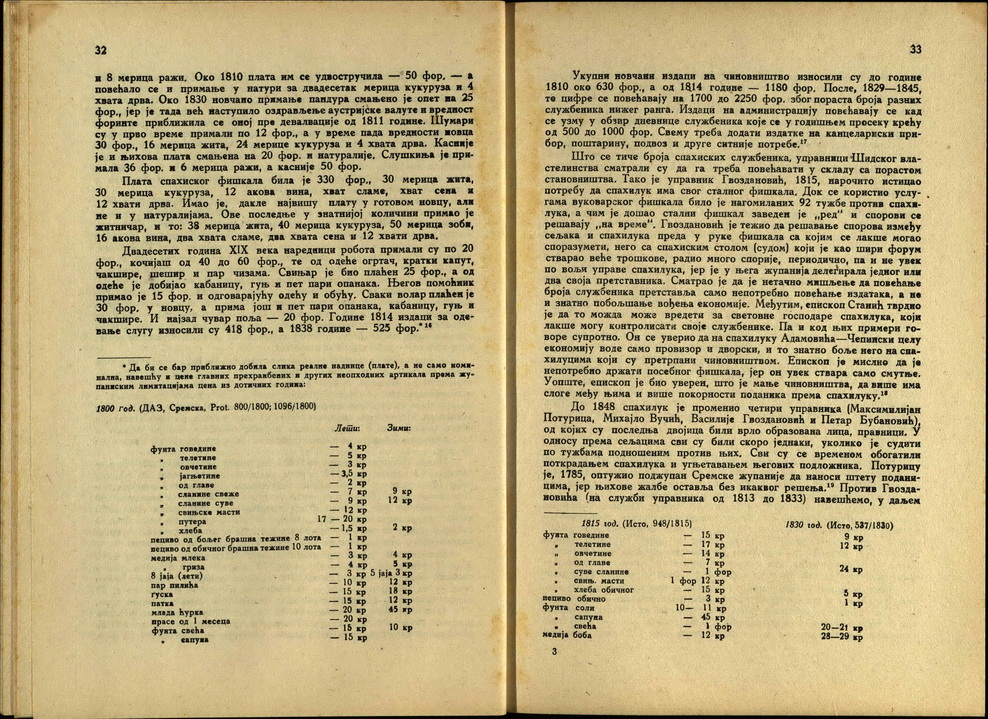 32
и 8 мерица ражи. Око 1810 плата им се удвостручила — 50 фор. — а
повећало се и примање у натури за двадесетак мерица кукуруза и 4
хвата дрва. Око 1830 новчано примање пандура смањено је опет на 25
фор., јер је тада већ наступило оздрављење аустријске валуте и вредност
форинте приближила се оној пре девалвације од 1811 године. Шумари
су у прво време примали по 12 фор., а у време пада вредности новца
30 фор., 16 мерица жита, 24 мерице кукуруза и 4 хвата дрва. Касније
је и њихова плата смањена на 20 фор. и натуралије. Слушкиња је при-
мала 36 фор. и 6 мерица ражи, а касније 50 фор.
Плата спахиског фишкала била је 330 фор., 30 мерица жита,
30 мерица кукуруза, 12 акова вина, хват сламе, хват сена и
12 хвати дрва. Имао је, дакле највишу плату у готовом новцу, али
не и у натуралијама. Ове последње у знатнијој количини примао је
житничар, и то: 38 мерица жита, 40 мерица кукуруза, 50 мерица зоби,
16 акова вина, два хвата сламе, два хвата сена и 12 хвати дрва.
Двадесетих година XIX века наредници робота примали су по 20
фор., кочијаш од 40 до 60 фор., те од одеће огртач, кратки капут,
чакшире, шешир и пар чизама. Свињар је био плаћен 25 фор., а од
одеће је добијао кабаницу, гуњ и пет пари опанака. Његов помоћник
примао је 15 фор. и одговарајућу одећу и обућу. Сваки волар плаћен је
30 фор. у новцу, а прима још и пет пари опанака, кабаницу, гуњ и
чакшире. И најзад чувар поља — 20 фор. Године 1814 издаци за оде-
вање слугу износили су 418 фор., а 1838 године — 525 фор.*¹⁶
* Да би се бар приближно добила слика реалне наднице (плате), а не само номи-
нална, навешћу и цене главних прехранбених и других неопходних артикала према жу-
паниским лимитацијама цена из дотичних година:
1800 год. (ДАЗ, Сремска, Prot. 800/1800; 1096/1800)
Лети: Зими:
фунта говедине — 4 кр
„ телетине — 5 кр
„ овчетине — 3 кр
„ јагњетине — 3,5 кр
„ од главе — 2 кр
„ сланине свеже — 7 кр 9 кр
„ сланине суве — 9 кр 12 кр
„ свињске масти — 12 кр
„ путера 17 — 20 кр
„ хлеба — 1,5 кр 2 кр
пециво од бољег брашна тежине 8 лота — 1 кр
пециво од обичног брашна тежине 10 лота — 1 кр
медија млека — 3 кр 4 кр
„ гриза — 4 кр 5 кр
8 јаја (лети) — 3 кр 5 јаја 3 кр
пар пилића — 10 кр 12 кр
гуска — 15 кр 18 кр
патка — 15 кр 12 кр
млада ћурка — 20 кр 45 кр
прасе од 1 месеца — 20 кр
фунта свећа — 15 кр 10 кр
„ сапуна — 15 кр
33
Укупни новчани издаци на чиновништво износили су до године
1810 око 630 фор., а од 1814 године — 1180 фор. После, 1829—1845,
те цифре се повећавају на 1700 до 2250 фор. због пораста броја разних
службеника нижег ранга. Издаци на администрацију повећавају се кад
се узму у обзир дневнице службеника које се у годишњем просеку крећу
од 500 до 1000 фор. Свему треба додати издатке на канцелариски при-
бор, поштарину, подвоз и друге ситније потребе.¹⁷
Што се тиче броја спахиских службеника, управници Шидског вла-
стелинства сматрали су да га треба повећавати у складу са порастом
становништва. Тако је управник Гвоздановић, 1815, нарочито истицао
потребу да спахилук има свог сталног фишкала. Док се користио услу-
гама вуковарског фишкала било је нагомиланих 92 тужбе против спахи-
лука, а чим је дошао стални фишкал заведен је „ред” и спорови се
решавају „на време”. Гвоздановић је тежио да решавање спорова између
сељака и спахилука преда у руке фишкала са којим се лакше могао
споразумети, него са спахиским столом (судом) који је као шири форум
стварао веће трошкове, радио много спорије, периодично, па и не увек
по вољи управе спахилука, јер је у њега жупанија делегирала једног или
два своја претставника. Сматрао је да је нетачно мишљење да повећање
броја службеника претставља само непотребно повећање издатака, а не
и знатно побољшање вођења економије. Међутим, епископ Станић тврдио
је да то можда може вредети за световне господаре спахилука, који
лакше могу контролисати своје службенике. Па и код њих примери го-
воре супротно. Он се уверио да на спахилуку Адамовића—Чепински целу
економију воде само провизор и дворски, и то знатно боље него на спа-
хилуцима који су претрпани чиновништвом. Епископ је мислио да је
непотребно држати посебног фишкала, јер он увек ствара само смутње.
Уопште, епископ је био уверен, што је мање чиновништва, да више има
слоге међу њима и више покорности поданика према спахилуку.¹⁸
До 1848 спахилук је променио четири управника (Максимилијан
Потурица, Михајло Вучић, Василије Гвоздановић и Петар Бубановић),
од којих су последња двојица били врло образована лица, правници. У
односу према сељацима сви су били скоро једнаки, уколико је судити
по тужбама подношеним против њих. Сви су се временом обогатили
поткрадањем спахилука и угњетавањем његових подложника. Потурицу
је, 1785, оптужио поджупан Сремске жупаније да наноси штету подани-
цима, јер њихове жалбе оставља без икаквог решења.¹⁹ Против Гвозда-
новића (на служби управника од 1813 до 1833) навешћемо, у даљем
1815 год. (Исто, 948/1815) 1830 год. (Исто, 537/1830)
фунта говедине — 15 кр 9 кр
„ телетине — 17 кр 12 кр
„ овчетине — 14 кр
„ од главе — 7 кр
„ суве сланине — 1 фор 24 кр
„ свињ. масти 1 фор 12 кр
„ хлеба обичног — 15 кр 5 кр
пециво обично — 3 кр 1 кр
фунта соли 10— 11 кр
„ сапуна — 45 кр
„ свећа — 1 фор 20—21 кр
медија боба — 12 кр 28—29 кр
3